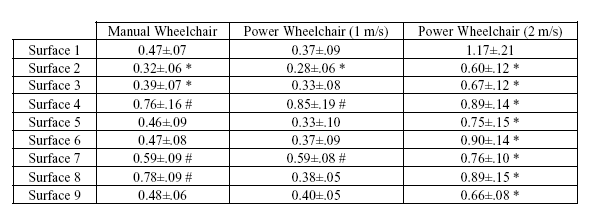 Manual Wheelchair Power Wheelchair (1 m/s) Power Wheelchair (2 m/s)
Surface 1 0.47±.07 0.37±.09 1.17±.21
Surface 2 0.32±.06 * 0.28±.06 * 0.60±.12 *
Surface 3 0.39±.07 * 0.33±.08 0.67±.12 *
Surface 4 0.76±.16 # 0.85±.19 # 0.89±.14 *
Surface 5 0.46±.09 0.33±.10 0.75±.15 *
Surface 6 0.47±.08 0.37±.09 0.90±.14 *
Surface 7 0.59±.09 # 0.59±.08 # 0.76±.10 *
Surface 8 0.78±.09 # 0.38±.05 0.89±.15 *
Surface 9 0.48±.06 0.40±.05 0.66±.08 *